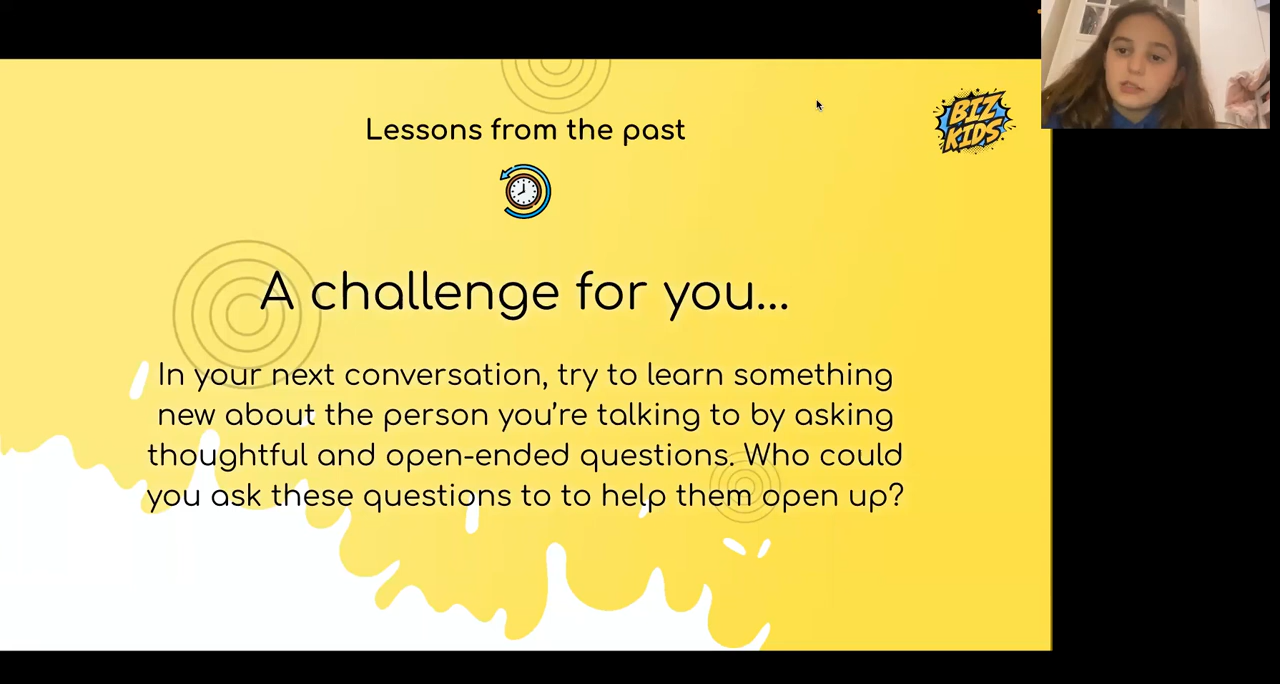 Lessons from the past
BIZ
KIDS
A challenge for you...
In your next conversation, try to learn something
new about the person you’re talking to by asking
thoughtful and open-ended questions. Who could
you ask these questions to to help them open up?